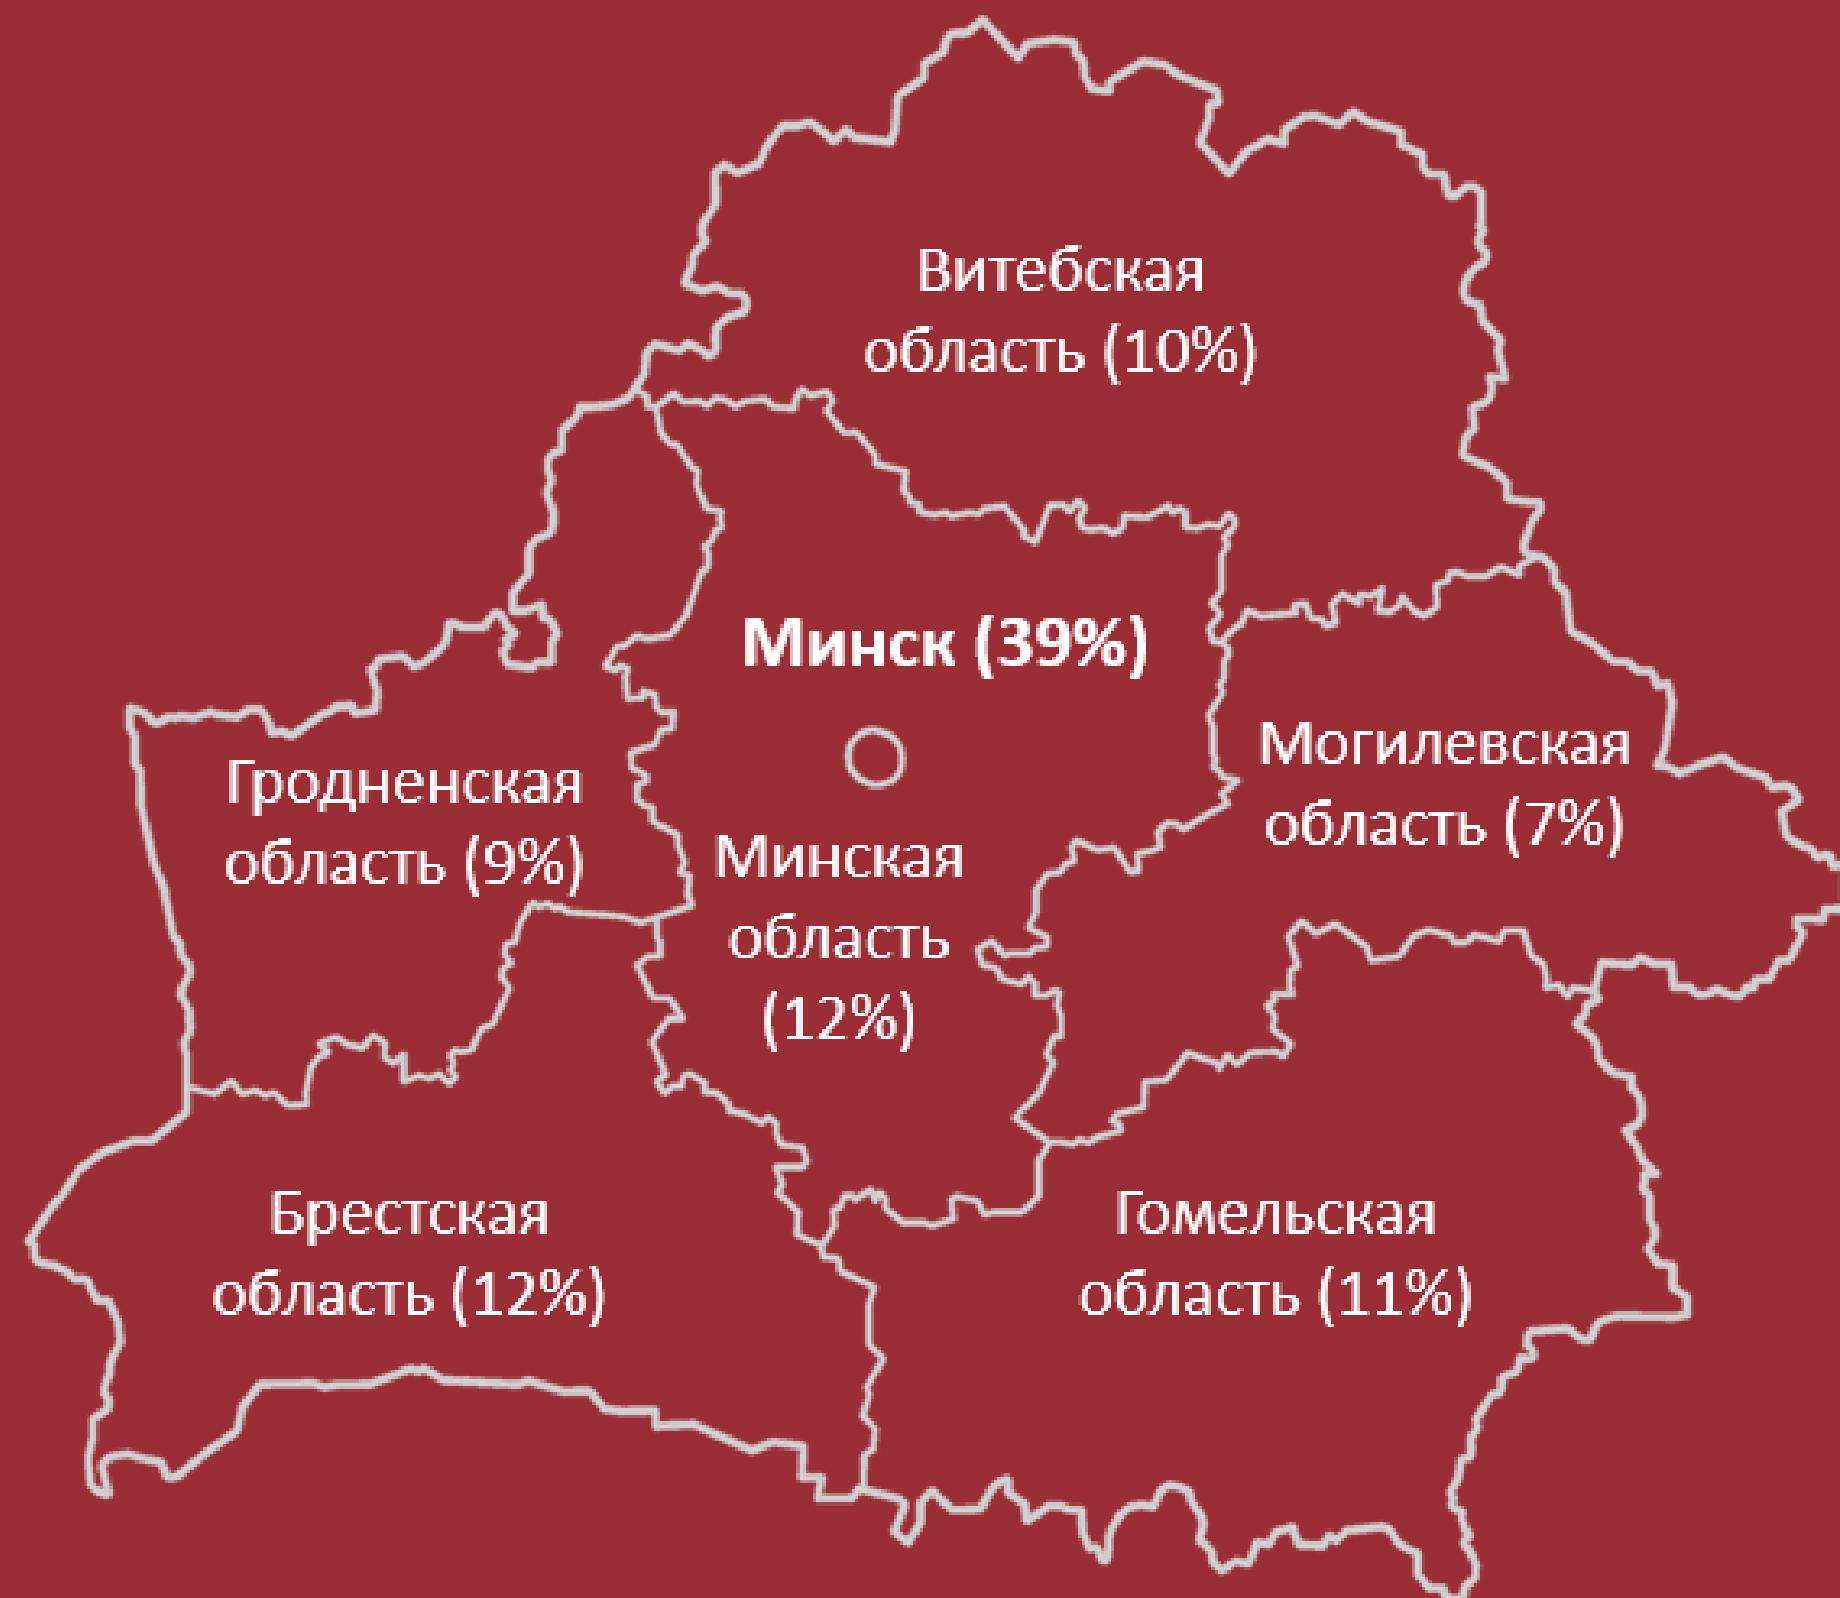 Витебская
область (10%)
Минск (39%)
Могилевская
область (7%)
Гродненская
область (9%)
Минская
область
(12%)
Брестская
область (12%)
Гомельская
область (11%)